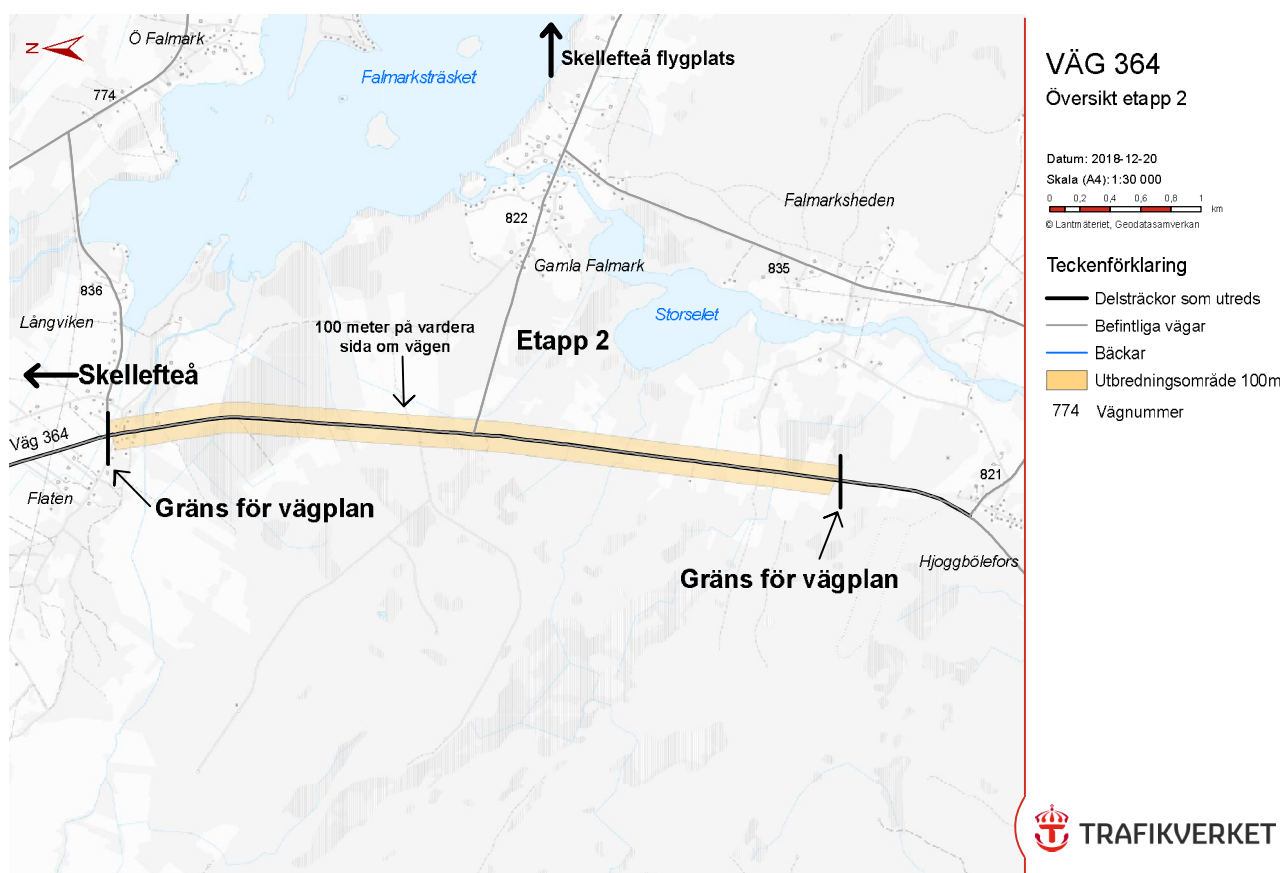 N
Ö Falmark
774
Falmarksträsket
Skellefteå flygplats
822
Falmarksheden
Gamla Falmark
835
836
Långviken
100 meter på vardera
sida om vägen
Etapp 2
Storselet
Skellefteå
Väg 364
Flaten
Gräns för vägplan
Gräns för vägplan
821
Hjoggbölefors
VÄG 364
Översikt etapp 2
Datum: 2018-12-20
Skala (A4): 1:30 000
0 0,2 0,4 0,6 0,8 1
km
© Lantmäteriet, Geodatasamverkan
Teckenförklaring
Delsträckor som utreds
Befintliga vägar
Bäckar
Utbredningsområde 100m
774 Vägnummer
TRAFIKVERKET